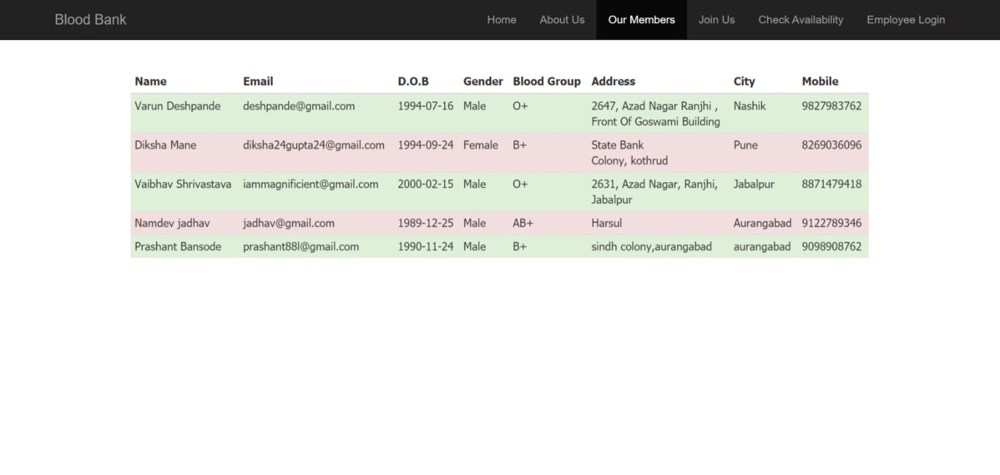 Blood Bank Home About Us Our Members Join Us Check Availability Employee Login
Name Email D.O.B Gender Blood Group Address City Mobile
Varun Deshpande deshpande@gmail.com 1994-07-16 Male O+ 2647, Azad Nagar Ranjhi , Nashik 9827983762
Front Of Goswami Building
Diksha Mane diksha24gupta24@gmail.com 1994-09-24 Female B+ State Bank Pune 8269036096
Colony, kothrud
Vaibhav Shrivastava iammagnificient@gmail.com 2000-02-15 Male O+ 2631, Azad Nagar, Ranjhi, Jabalpur 8871479418
Jabalpur
Namdev jadhav jadhav@gmail.com 1989-12-25 Male AB+ Harsul Aurangabad 9122789346
Prashant Bansode prashant88l@gmail.com 1990-11-24 Male B+ sindh colony,aurangabad aurangabad 9098908762